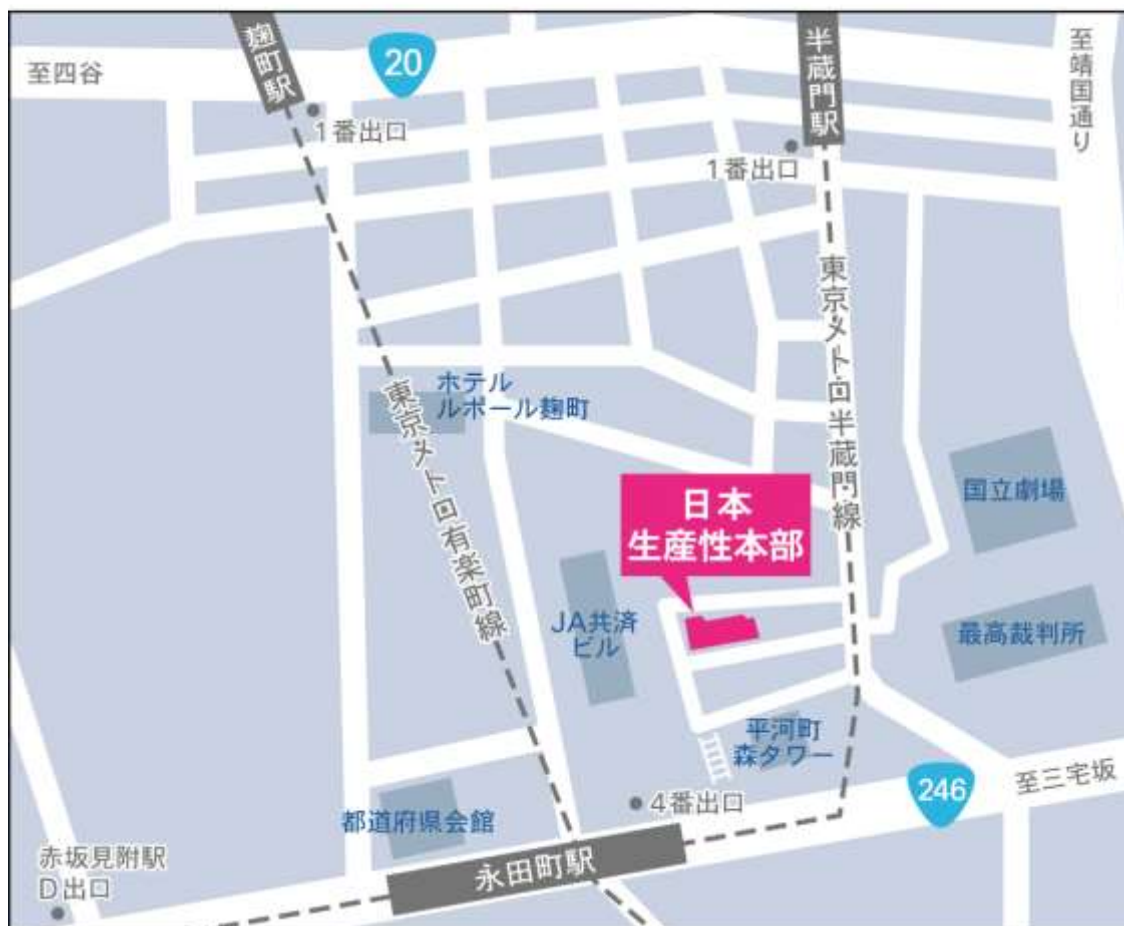 至四谷
麹町駅
20
半蔵門駅
至靖国通り
1番出口
1番出口
東京メトロ半蔵門線
ホテル
ルポール麹町
東京メトロ有楽町線
国立劇場
日本
生産性本部
JA共済
ビル
最高裁判所
平河町
森タワー
246
至三宅坂
4番出口
都道府県会館
永田町駅
赤坂見附駅
D出口